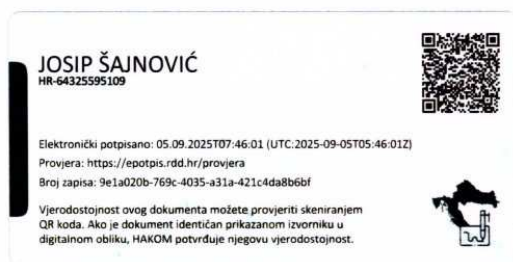 JOSIP ŠAJNOVIĆ
HR-64325595109
Elektronički potpisano: 05.09.2025T07:46:01 (UTC:2025-09-05T05:46:01Z)
Provjera: https://epotpis.rdd.hr/provjera
Broj zapisa: 9e1a020b-769c-4035-a31a-421c4da8b6bf
Vjerodostojnost ovog dokumenta možete provjeriti skeniranjem
QR koda. Ako je dokument identičan prikazanom izvorniku u
digitalnom obliku, HAKOM potvrđuje njegovu vjerodostojnost.